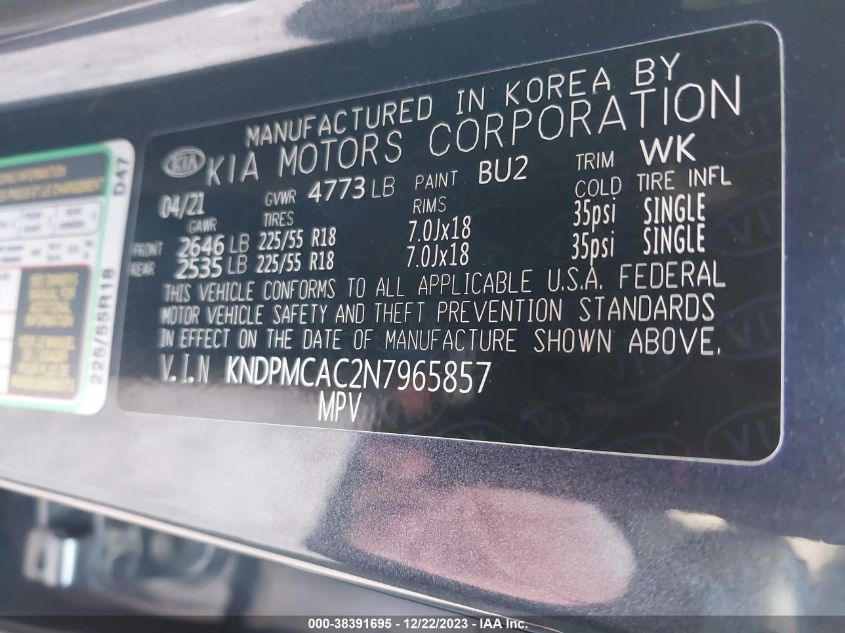 MANUFACTURED IN KOREA BY
KIA KIA MOTORS CORPORATION
04/21 GVWR 4773 LB PAINT BU2 TRIM WK
GAWR TIRES RIMS COLD TIRE INFL
FRONT 2646 LB 225/55 R18 7.0Jx18 35psi SINGLE
REAR 2535 LB 225/55 R18 7.0Jx18 35psi SINGLE
THIS VEHICLE CONFORMS TO ALL APPLICABLE U.S.A. FEDERAL
MOTOR VEHICLE SAFETY AND THEFT PREVENTION STANDARDS
IN EFFECT ON THE DATE OF MANUFACTURE SHOWN ABOVE.
V.I.N KNDPMCAC2N7965857
MPV
D47
225/55R18
000-38391695 - 12/22/2023 - IAA Inc.